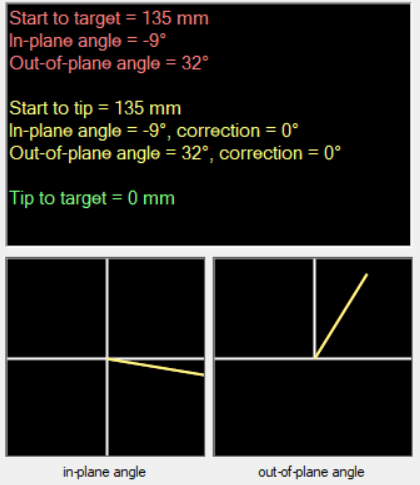 Start to target = 135 mm
In-plane angle = -9°
Out-of-plane angle = 32°
Start to tip = 135 mm
In-plane angle = -9°, correction = 0°
Out-of-plane angle = 32°, correction = 0°
Tip to target = 0 mm
in-plane angle
out-of-plane angle